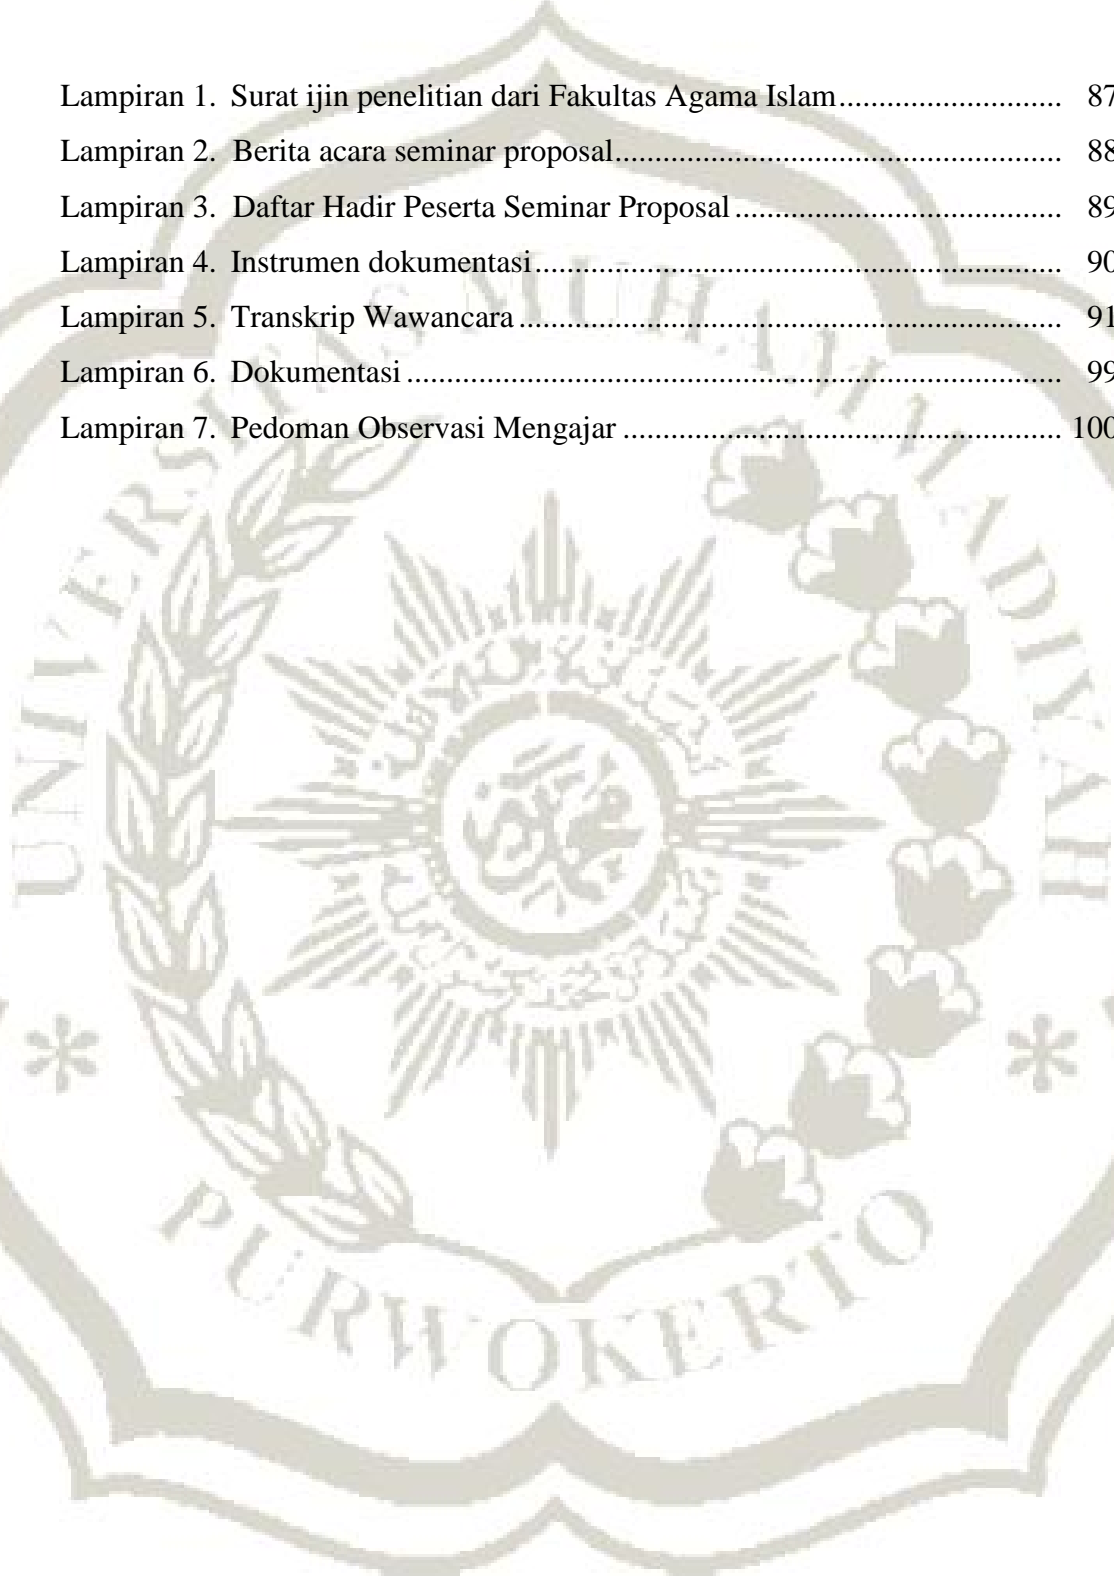 Lampiran 1. Surat ijin penelitian dari Fakultas Agama Islam........................... 87
Lampiran 2. Berita acara seminar proposal...................................................... 88
Lampiran 3. Daftar Hadir Peserta Seminar Proposal ....................................... 89
Lampiran 4. Instrumen dokumentasi................................................................ 90
Lampiran 5. Transkrip Wawancara .................................................................. 91
Lampiran 6. Dokumentasi ................................................................................ 99
Lampiran 7. Pedoman Observasi Mengajar ..................................................... 100
UNIVERSITAS MUHAMMADIYAH
PURWOKERTO